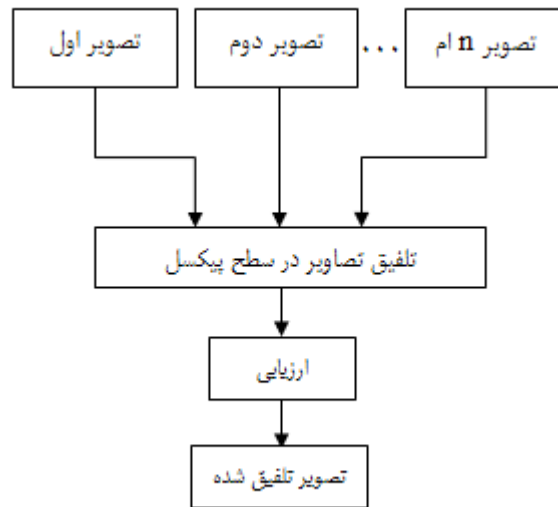 تصویر اول
تصویر دوم
...
تصویر n ام
تلفیق تصاویر در سطح پیکسل
ارزیابی
تصویر تلفیق شده